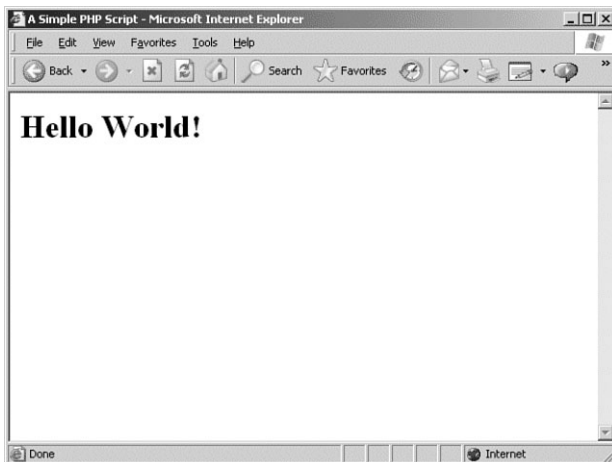 A Simple PHP Script - Microsoft Internet Explorer
File Edit View Favorites Tools Help
Back Search Favorites »
Hello World!
Done Internet